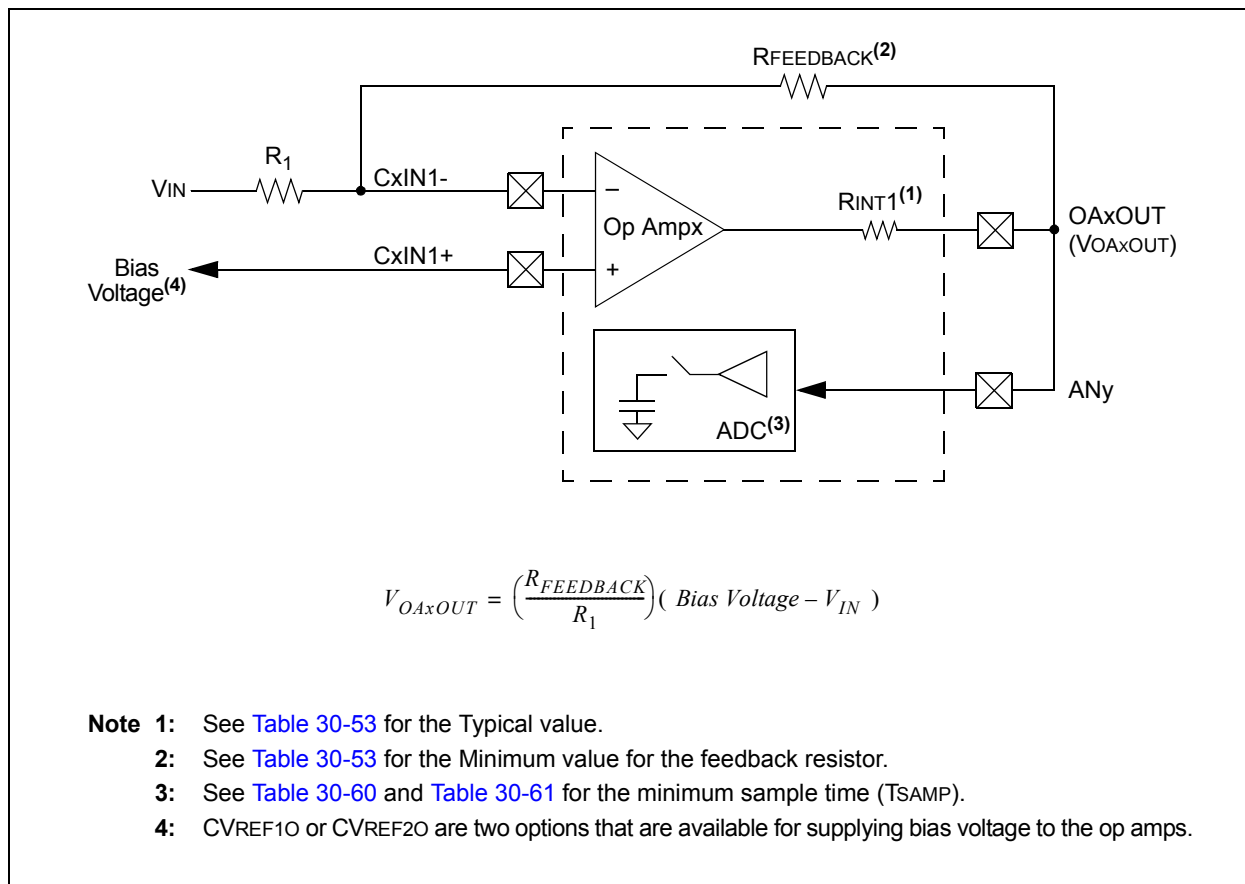 RFEEDBACK(2)
R1
VIN
CxIN1-
–
Op Ampx
RINT1(1)
OAxOUT
(VOAxOUT)
CxIN1+
+
Bias
Voltage(4)
ADC(3)
ANy
V_OAxOUT = (R_FEEDBACK / R_1)( Bias Voltage – V_IN )
Note 1: See Table 30-53 for the Typical value.
2: See Table 30-53 for the Minimum value for the feedback resistor.
3: See Table 30-60 and Table 30-61 for the minimum sample time (TSAMP).
4: CVREF1O or CVREF2O are two options that are available for supplying bias voltage to the op amps.